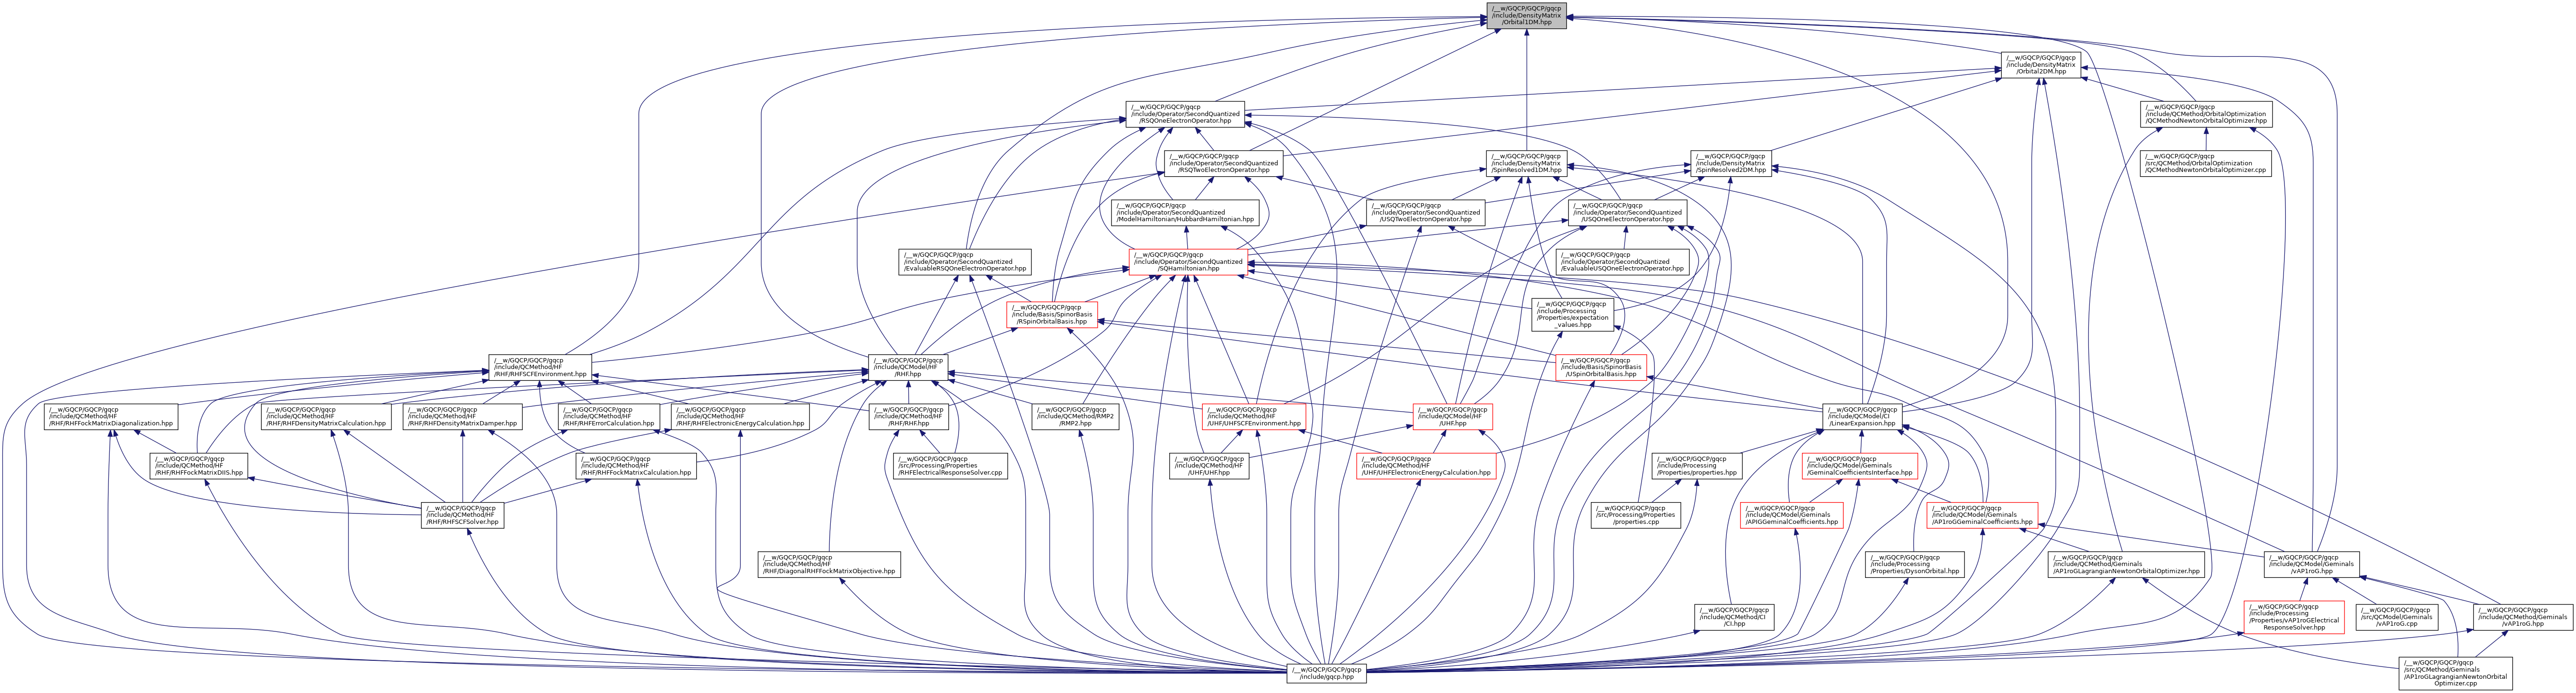 /__w/GQCP/GQCP/gqcp
/include/DensityMatrix
/Orbital1DM.hpp
/__w/GQCP/GQCP/gqcp
/include/DensityMatrix
/Orbital2DM.hpp
/__w/GQCP/GQCP/gqcp
/include/Operator/SecondQuantized
/RSQOneElectronOperator.hpp
/__w/GQCP/GQCP/gqcp
/include/QCMethod/OrbitalOptimization
/QCMethodNewtonOrbitalOptimizer.hpp
/__w/GQCP/GQCP/gqcp
/include/Operator/SecondQuantized
/RSQTwoElectronOperator.hpp
/__w/GQCP/GQCP/gqcp
/include/DensityMatrix
/SpinResolved1DM.hpp
/__w/GQCP/GQCP/gqcp
/include/DensityMatrix
/SpinResolved2DM.hpp
/__w/GQCP/GQCP/gqcp
/src/QCMethod/OrbitalOptimization
/QCMethodNewtonOrbitalOptimizer.cpp
/__w/GQCP/GQCP/gqcp
/include/Operator/SecondQuantized
/ModelHamiltonian/HubbardHamiltonian.hpp
/__w/GQCP/GQCP/gqcp
/include/Operator/SecondQuantized
/USQTwoElectronOperator.hpp
/__w/GQCP/GQCP/gqcp
/include/Operator/SecondQuantized
/USQOneElectronOperator.hpp
/__w/GQCP/GQCP/gqcp
/include/Operator/SecondQuantized
/EvaluableRSQOneElectronOperator.hpp
/__w/GQCP/GQCP/gqcp
/include/Operator/SecondQuantized
/SQHamiltonian.hpp
/__w/GQCP/GQCP/gqcp
/include/Operator/SecondQuantized
/EvaluableUSQOneElectronOperator.hpp
/__w/GQCP/GQCP/gqcp
/include/Basis/SpinorBasis
/RSpinOrbitalBasis.hpp
/__w/GQCP/GQCP/gqcp
/include/Processing
/Properties/expectation
_values.hpp
/__w/GQCP/GQCP/gqcp
/include/QCMethod/HF
/RHF/RHFSCFEnvironment.hpp
/__w/GQCP/GQCP/gqcp
/include/QCModel/HF
/RHF.hpp
/__w/GQCP/GQCP/gqcp
/include/Basis/SpinorBasis
/USpinOrbitalBasis.hpp
/__w/GQCP/GQCP/gqcp
/include/QCMethod/HF
/RHF/RHFFockMatrixDiagonalization.hpp
/__w/GQCP/GQCP/gqcp
/include/QCMethod/HF
/RHF/RHFDensityMatrixCalculation.hpp
/__w/GQCP/GQCP/gqcp
/include/QCMethod/HF
/RHF/RHFDensityMatrixDamper.hpp
/__w/GQCP/GQCP/gqcp
/include/QCMethod/HF
/RHF/RHFErrorCalculation.hpp
/__w/GQCP/GQCP/gqcp
/include/QCMethod/HF
/RHF/RHFElectronicEnergyCalculation.hpp
/__w/GQCP/GQCP/gqcp
/include/QCMethod/HF
/RHF/RHF.hpp
/__w/GQCP/GQCP/gqcp
/include/QCMethod/RMP2
/RMP2.hpp
/__w/GQCP/GQCP/gqcp
/include/QCMethod/HF
/UHF/UHFSCFEnvironment.hpp
/__w/GQCP/GQCP/gqcp
/include/QCModel/HF
/UHF.hpp
/__w/GQCP/GQCP/gqcp
/include/QCModel/CI
/LinearExpansion.hpp
/__w/GQCP/GQCP/gqcp
/include/QCMethod/HF
/RHF/RHFFockMatrixDIIS.hpp
/__w/GQCP/GQCP/gqcp
/include/QCMethod/HF
/RHF/RHFFockMatrixCalculation.hpp
/__w/GQCP/GQCP/gqcp
/src/Processing/Properties
/RHFElectricalResponseSolver.cpp
/__w/GQCP/GQCP/gqcp
/include/QCMethod/HF
/UHF/UHF.hpp
/__w/GQCP/GQCP/gqcp
/include/QCMethod/HF
/UHF/UHFElectronicEnergyCalculation.hpp
/__w/GQCP/GQCP/gqcp
/include/Processing
/Properties/properties.hpp
/__w/GQCP/GQCP/gqcp
/include/QCModel/Geminals
/GeminalCoefficientsInterface.hpp
/__w/GQCP/GQCP/gqcp
/include/QCMethod/HF
/RHF/RHFSCFSolver.hpp
/__w/GQCP/GQCP/gqcp
/src/Processing/Properties
/properties.cpp
/__w/GQCP/GQCP/gqcp
/include/QCModel/Geminals
/APIGGeminalCoefficients.hpp
/__w/GQCP/GQCP/gqcp
/include/QCModel/Geminals
/AP1roGGeminalCoefficients.hpp
/__w/GQCP/GQCP/gqcp
/include/QCMethod/HF
/RHF/DiagonalRHFFockMatrixObjective.hpp
/__w/GQCP/GQCP/gqcp
/include/Processing
/Properties/DysonOrbital.hpp
/__w/GQCP/GQCP/gqcp
/include/QCMethod/Geminals
/AP1roGLagrangianNewtonOrbitalOptimizer.hpp
/__w/GQCP/GQCP/gqcp
/include/QCModel/Geminals
/vAP1roG.hpp
/__w/GQCP/GQCP/gqcp
/include/QCMethod/CI
/CI.hpp
/__w/GQCP/GQCP/gqcp
/include/Processing
/Properties/vAP1roGElectrical
ResponseSolver.hpp
/__w/GQCP/GQCP/gqcp
/src/QCModel/Geminals
/vAP1roG.cpp
/__w/GQCP/GQCP/gqcp
/include/QCMethod/Geminals
/vAP1roG.hpp
/__w/GQCP/GQCP/gqcp
/include/gqcp.hpp
/__w/GQCP/GQCP/gqcp
/src/QCMethod/Geminals
/AP1roGLagrangianNewtonOrbital
Optimizer.cpp